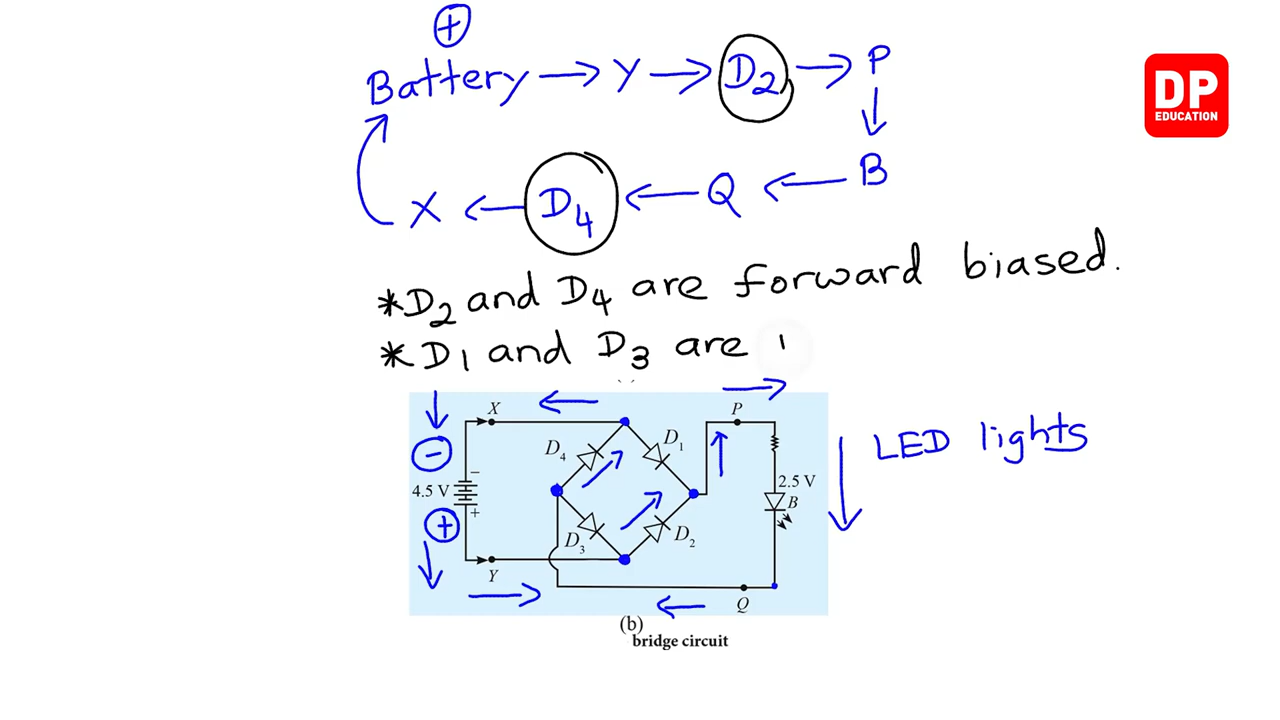 +
Battery → Y → D2 → P
↓
X ← D4 ← Q ← B
DP
EDUCATION
*D2 and D4 are forward biased.
*D1 and D3 are
X
P
D4
D1
−
−
4.5 V
2.5 V
B
+
+
D3
D2
Y
Q
LED lights
(b)
bridge circuit